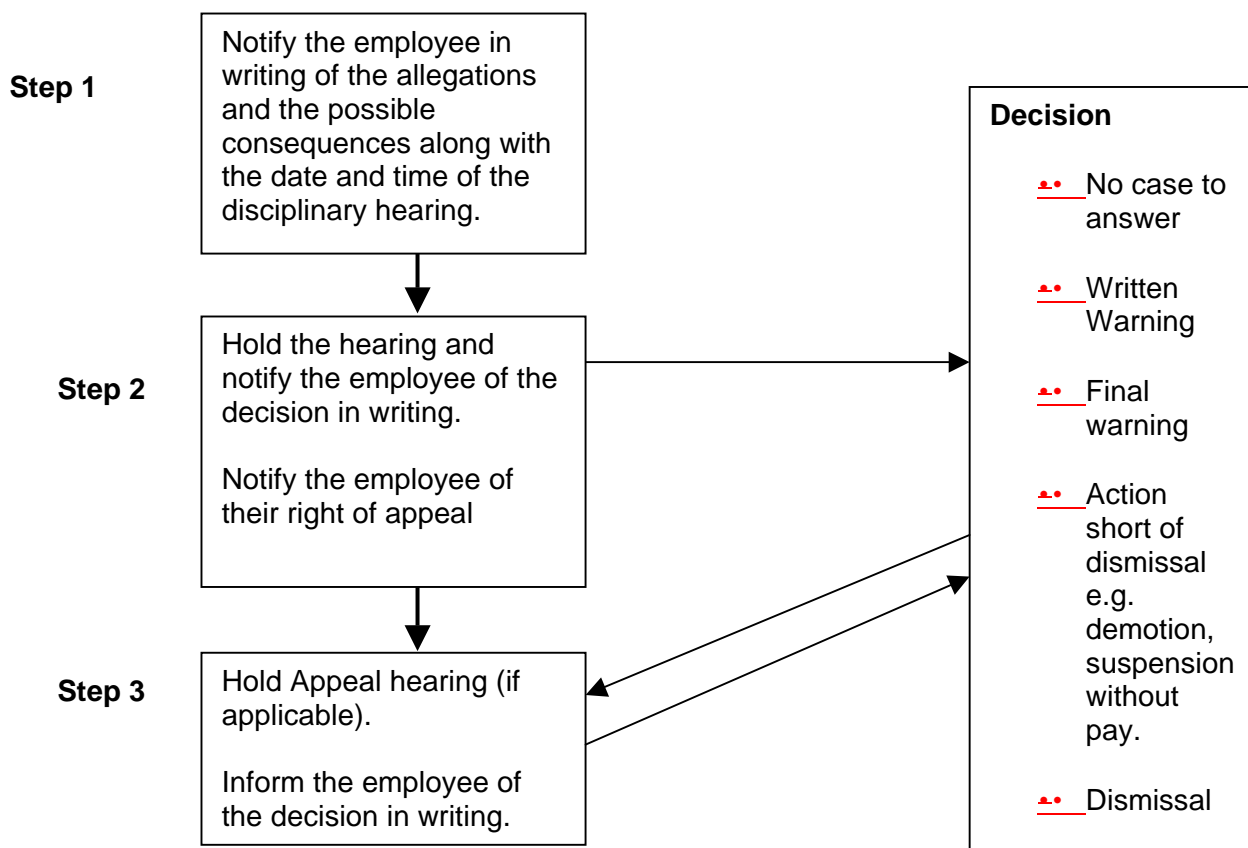 Step 1
Notify the employee in
writing of the allegations
and the possible
consequences along with
the date and time of the
disciplinary hearing.
Step 2
Hold the hearing and
notify the employee of the
decision in writing.
Notify the employee of
their right of appeal
Step 3
Hold Appeal hearing (if
applicable).
Inform the employee of
the decision in writing.
Decision
No case to
answer
Written
Warning
Final
warning
Action
short of
dismissal
e.g.
demotion,
suspension
without
pay.
Dismissal